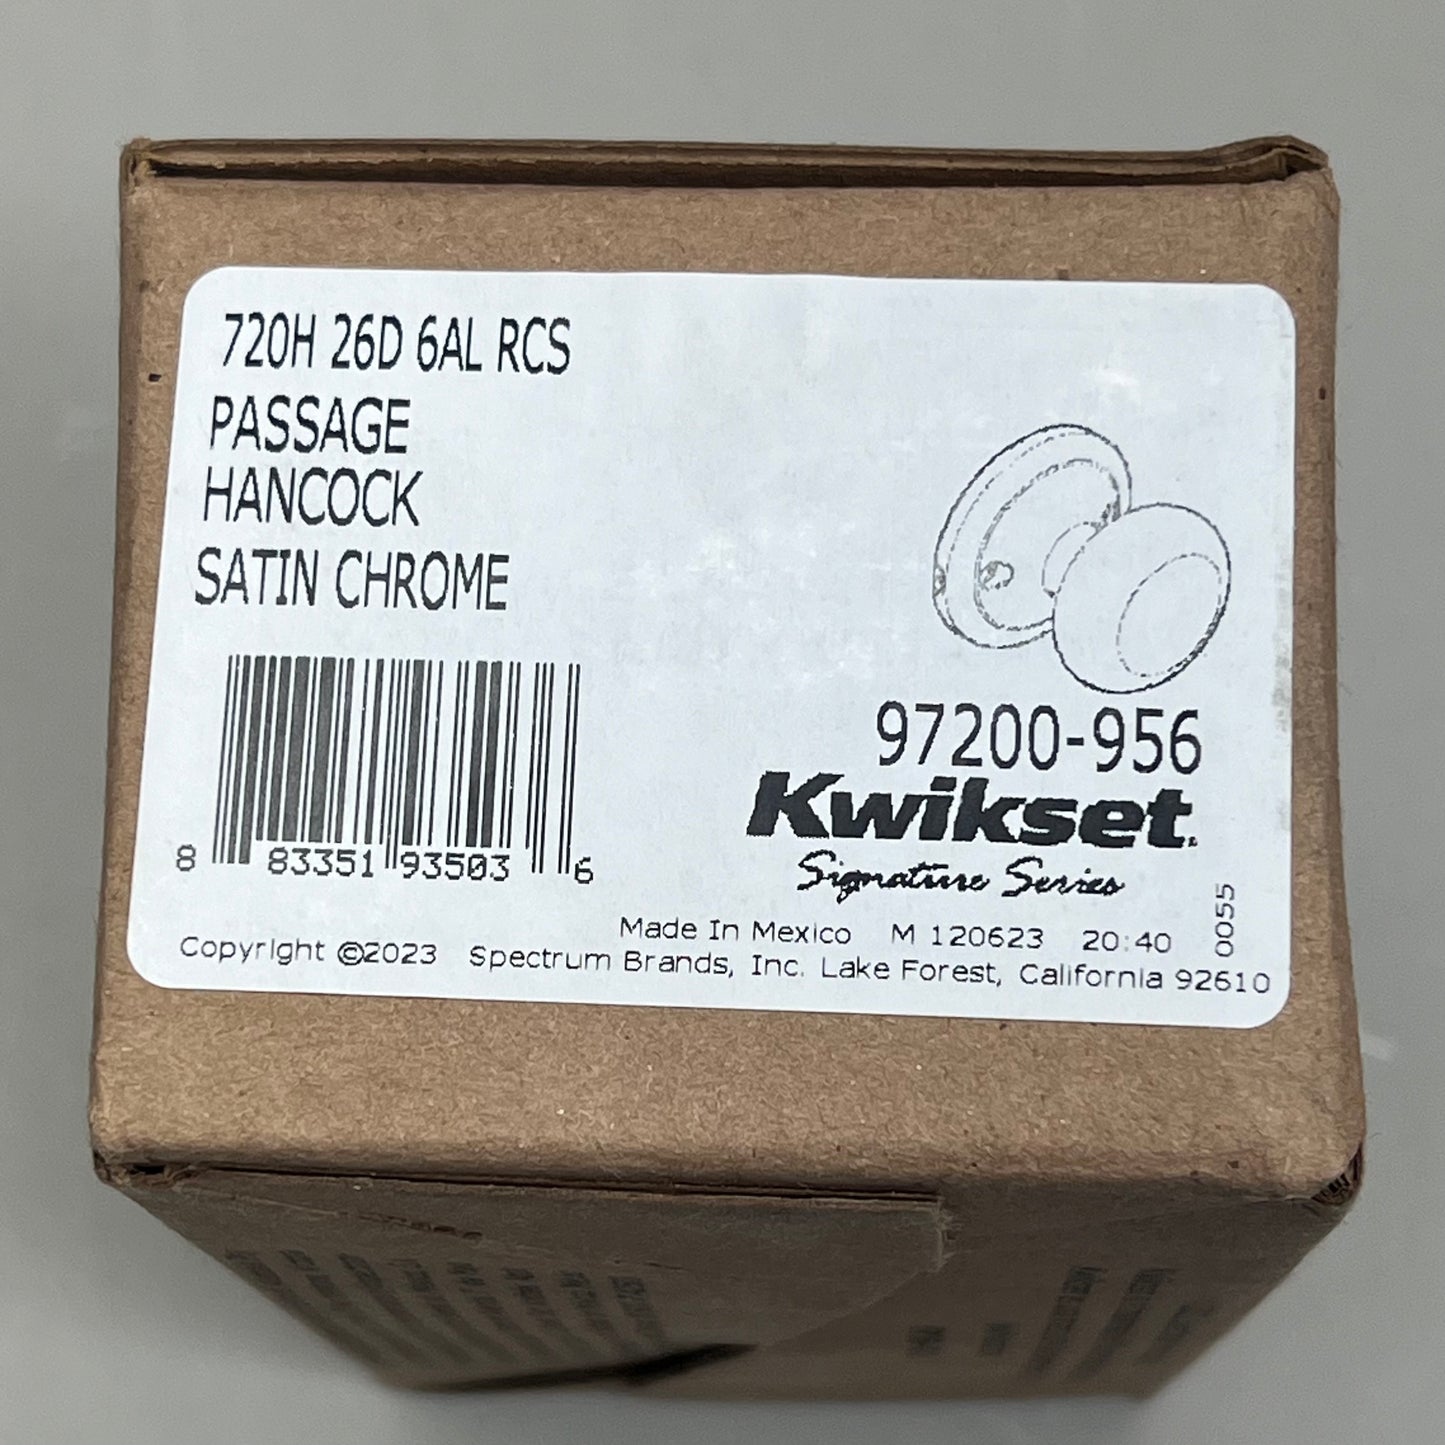 720H 26D 6AL RCS
PASSAGE
HANCOCK
SATIN CHROME
8 83351 93503 6
97200-956
Kwikset
Signature Series
0055
Made In Mexico M 120623 20:40
Copyright ©2023 Spectrum Brands, Inc. Lake Forest, California 92610